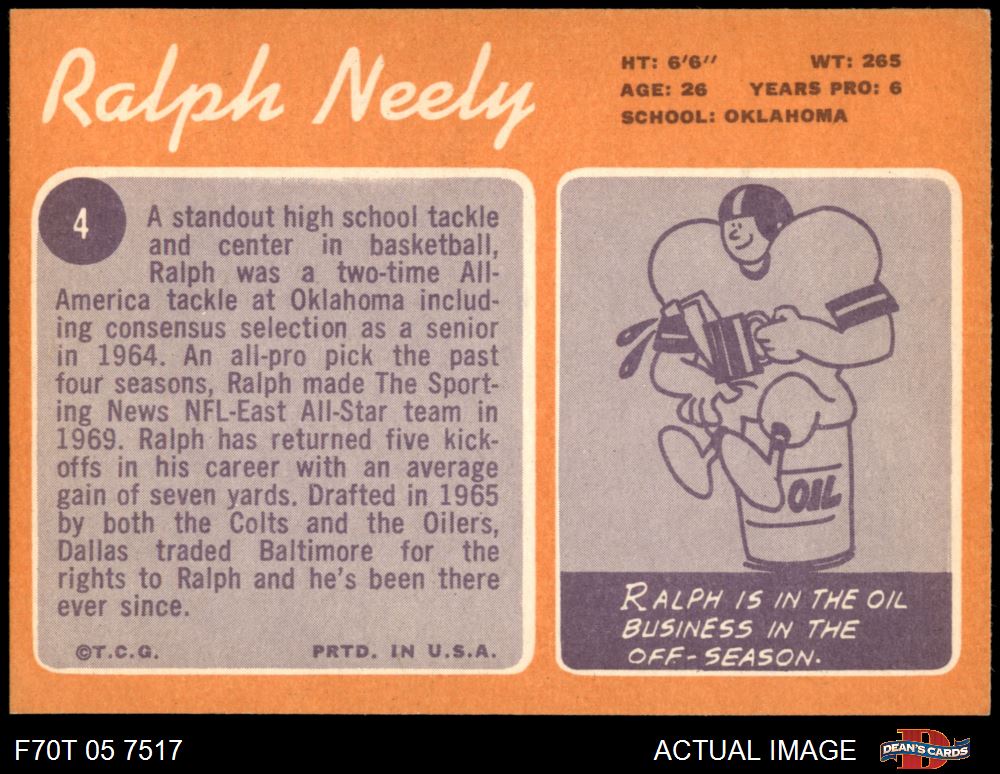 Ralph Neely
HT: 6'6" WT: 265
AGE: 26 YEARS PRO: 6
SCHOOL: OKLAHOMA
4
A standout high school tackle
and center in basketball,
Ralph was a two-time All-
America tackle at Oklahoma includ-
ing consensus selection as a senior
in 1964. An all-pro pick the past
four seasons, Ralph made The Sport-
ing News NFL-East All-Star team in
1969. Ralph has returned five kick-
offs in his career with an average
gain of seven yards. Drafted in 1965
by both the Colts and the Oilers,
Dallas traded Baltimore for the
rights to Ralph and he's been there
ever since.
©T.C.G. PRTD. IN U.S.A.
OIL
RALPH IS IN THE OIL
BUSINESS IN THE
OFF-SEASON.
F70T 05 7517 ACTUAL IMAGE
DEAN'S CARDS